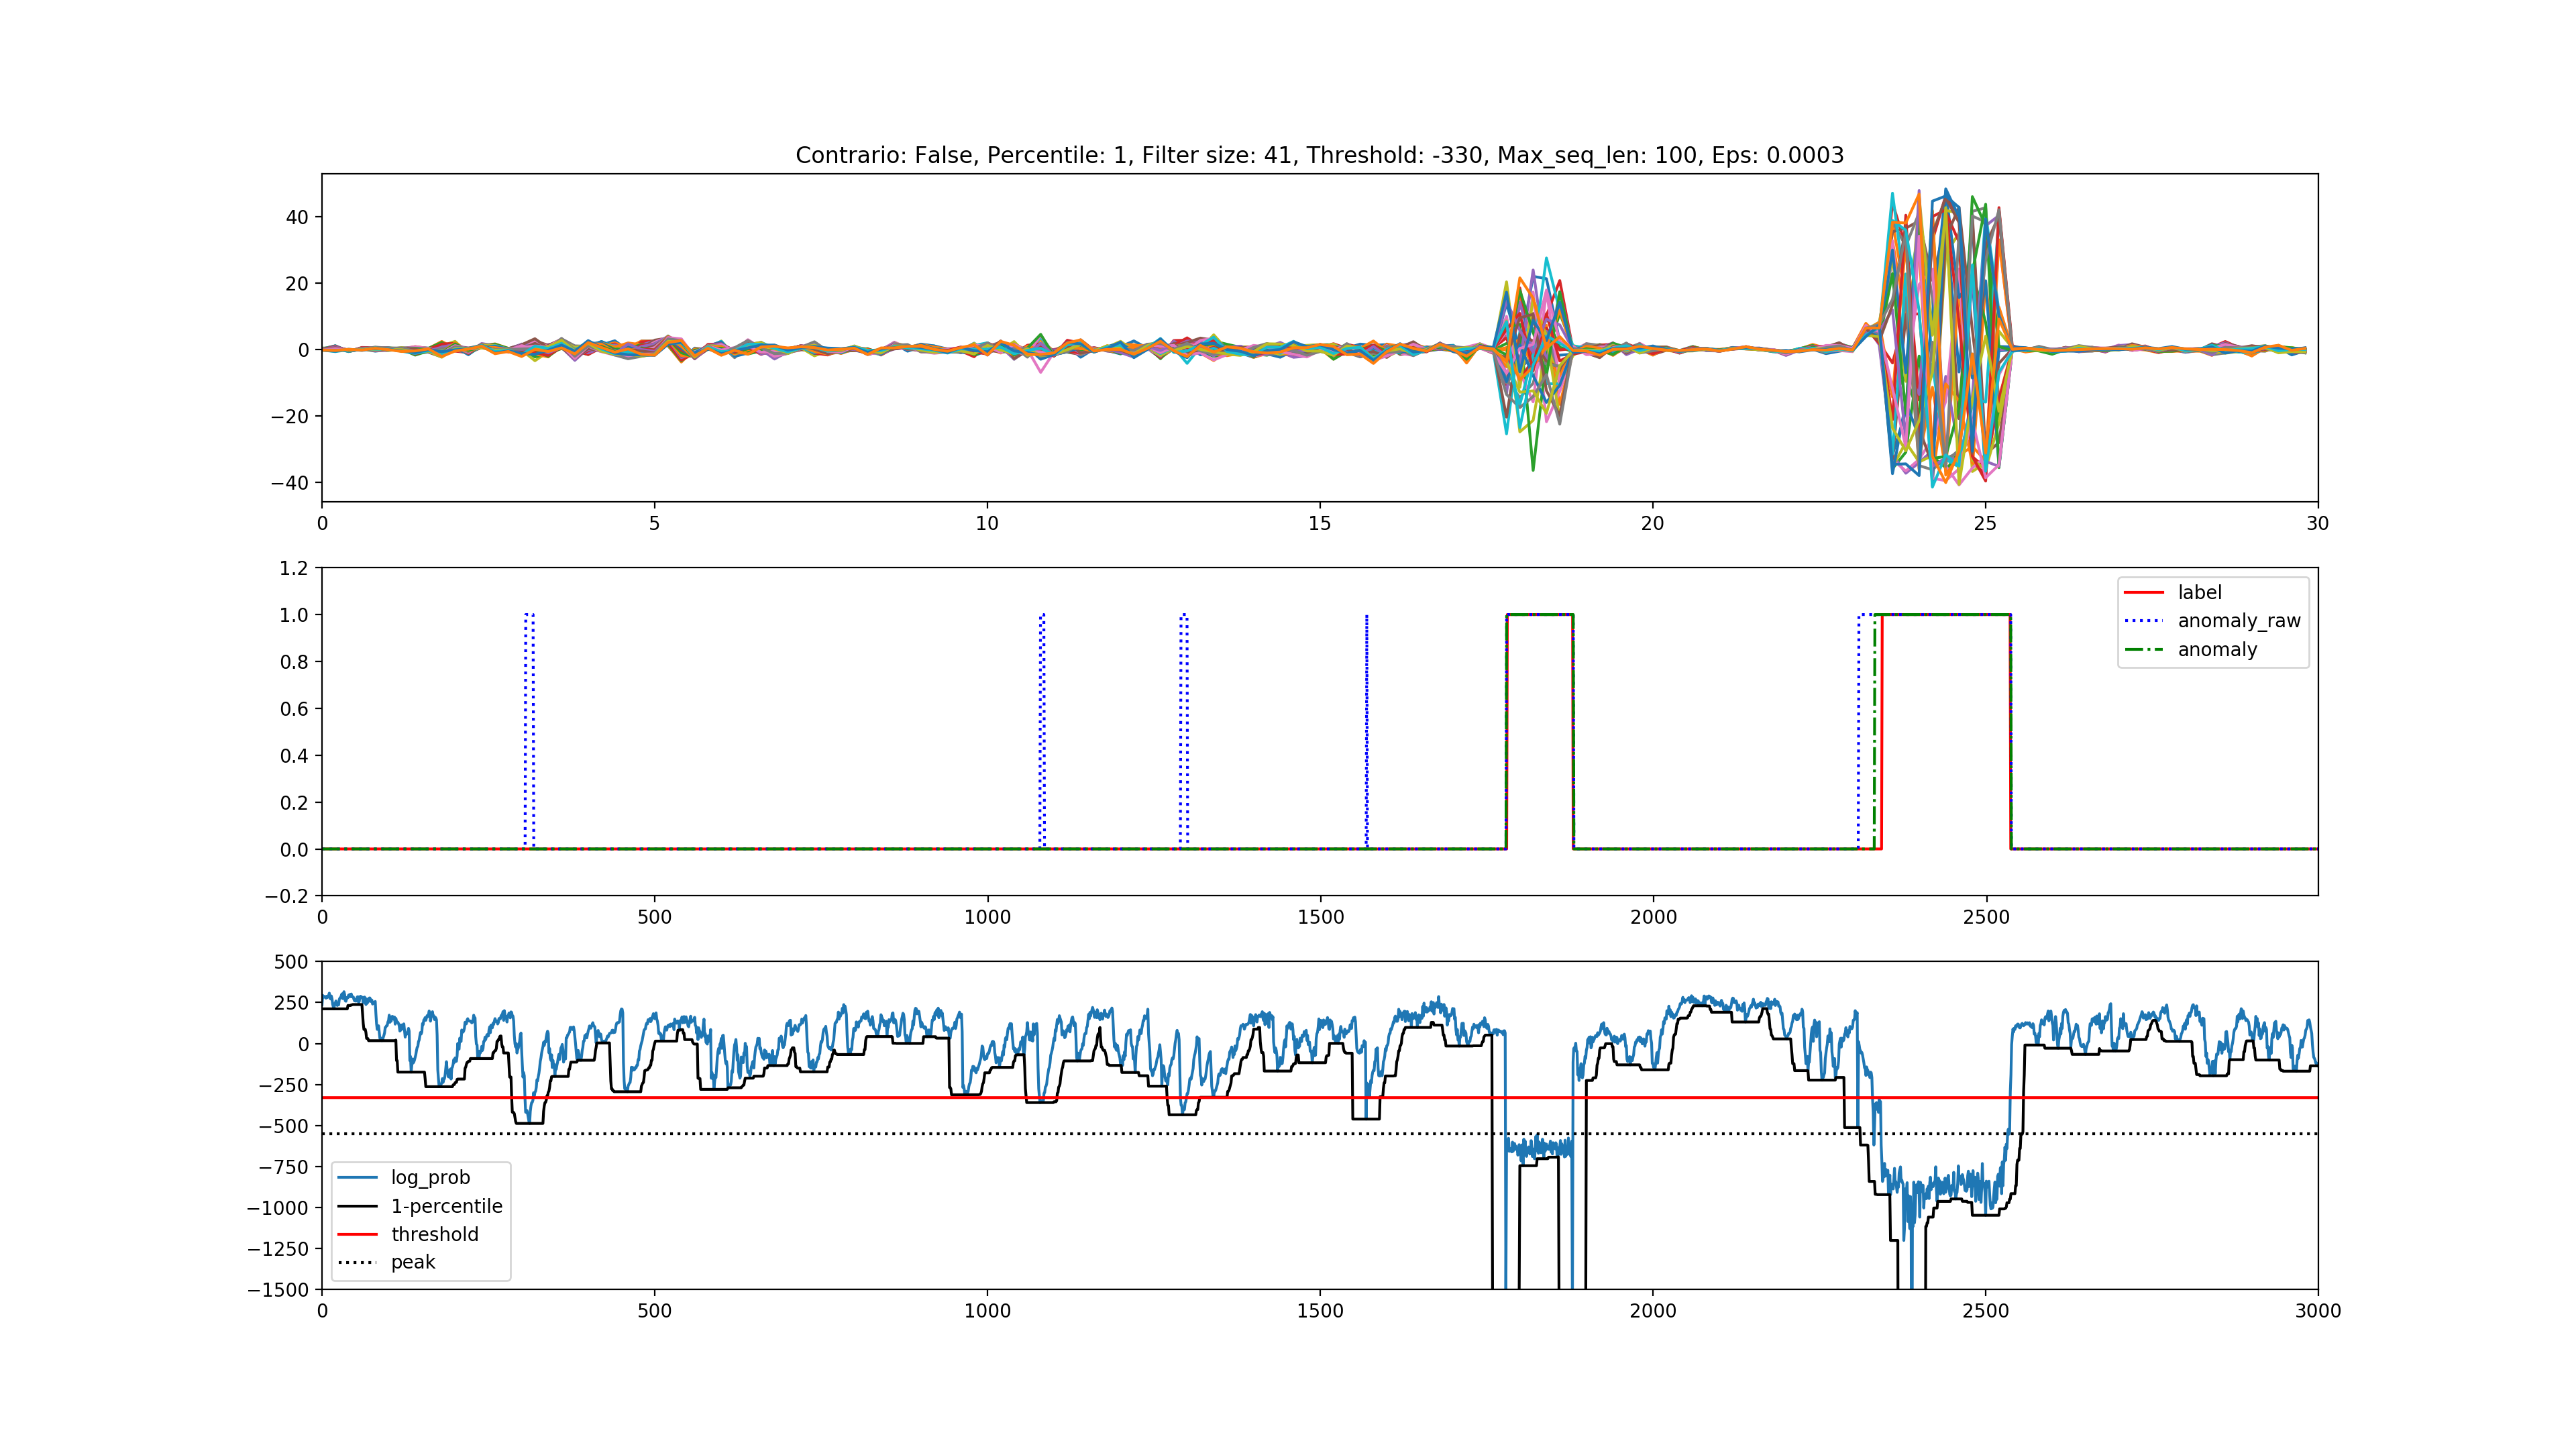 Contrario: False, Percentile: 1, Filter size: 41, Threshold: -330, Max_seq_len: 100, Eps: 0.0003
40
20
0
−20
−40
0 5 10 15 20 25 30
1.2
1.0
0.8
0.6
0.4
0.2
0.0
−0.2
label
anomaly_raw
anomaly
0 500 1000 1500 2000 2500
500
250
0
−250
−500
−750
−1000
−1250
−1500
log_prob
1-percentile
threshold
peak
0 500 1000 1500 2000 2500 3000